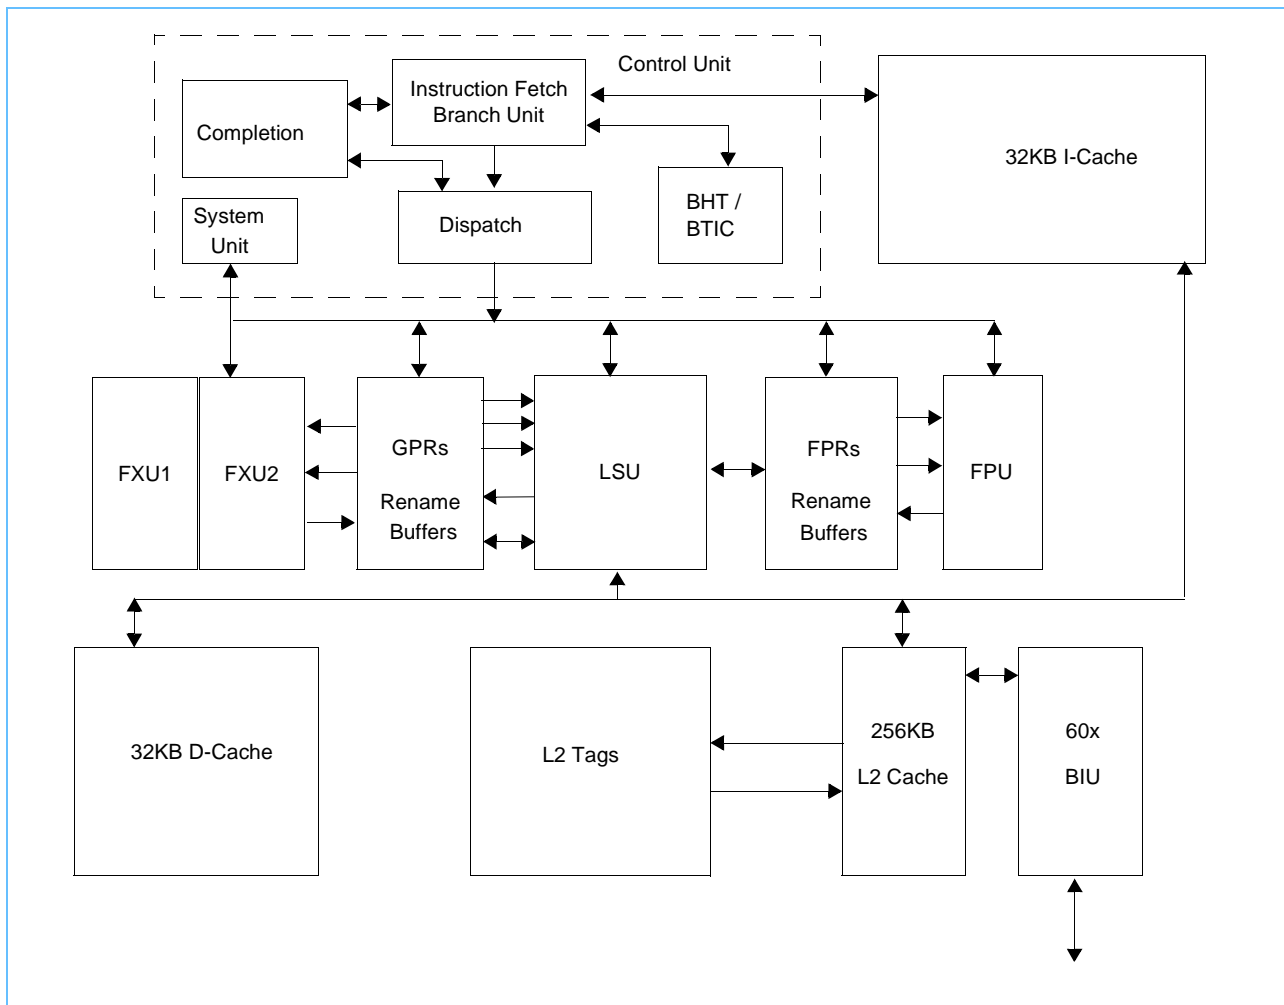 Control Unit
Instruction Fetch
Branch Unit
Completion
32KB I-Cache
System
Unit
Dispatch
BHT /
BTIC
FXU1
FXU2
GPRs
Rename
Buffers
LSU
FPRs
Rename
Buffers
FPU
32KB D-Cache
L2 Tags
256KB
L2 Cache
60x
BIU